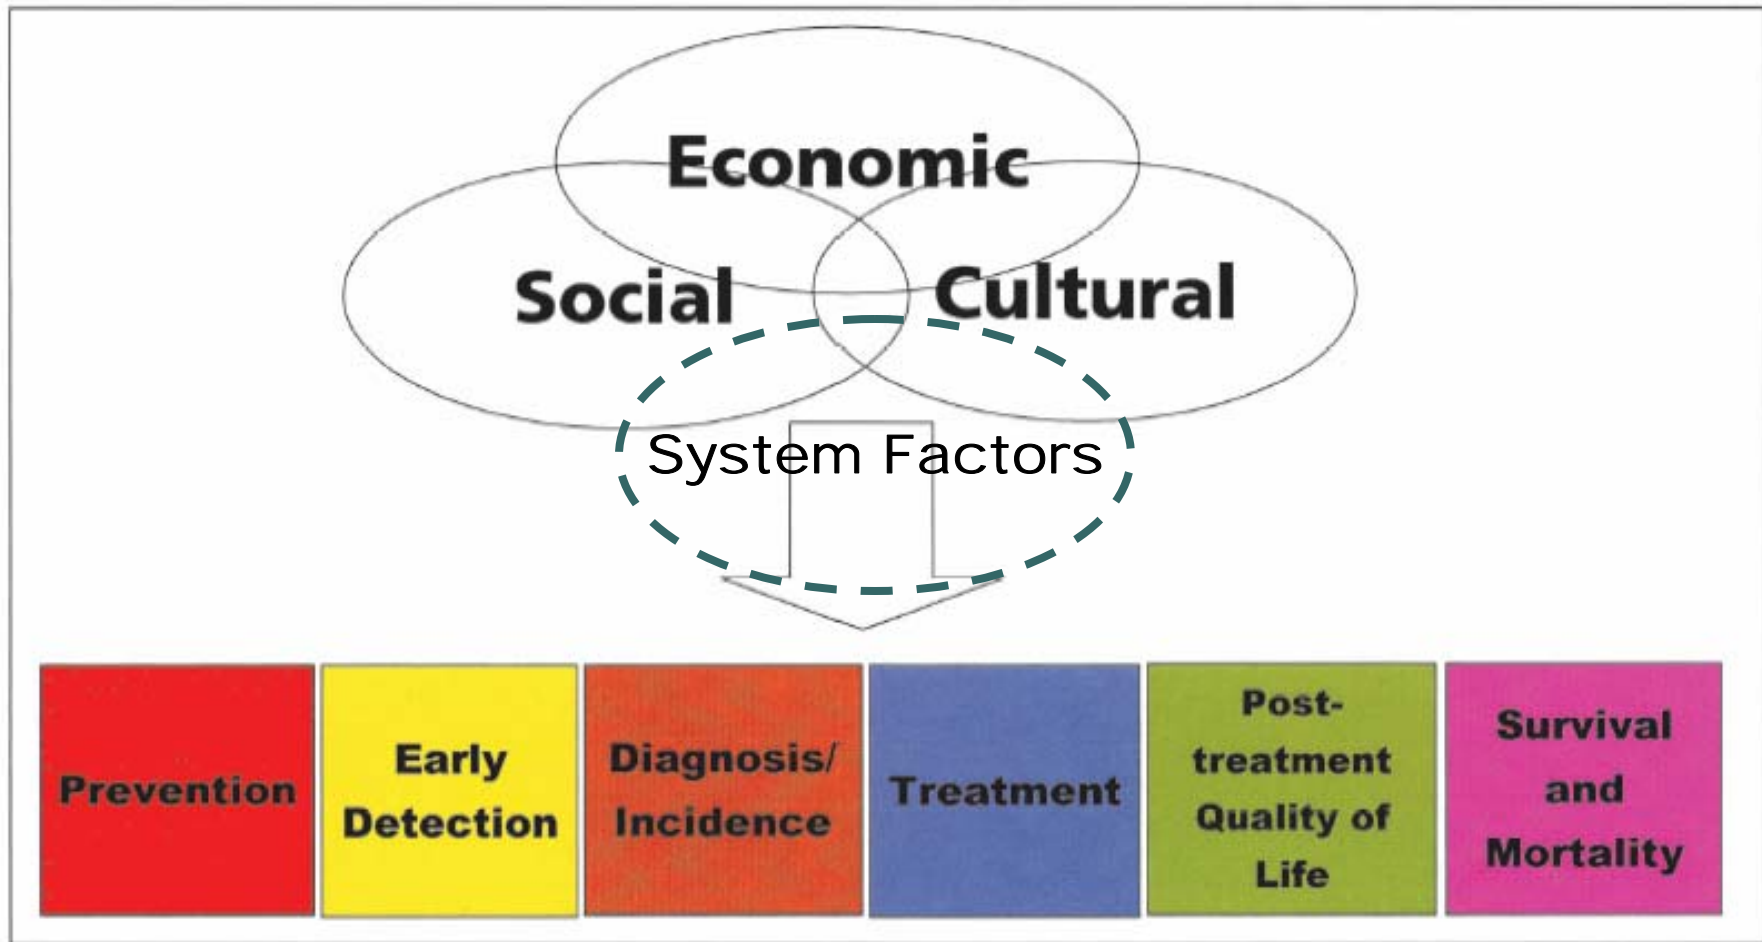 Economic
Social
Cultural
System Factors
Prevention
Early
Detection
Diagnosis/
Incidence
Treatment
Post-
treatment
Quality of
Life
Survival
and
Mortality